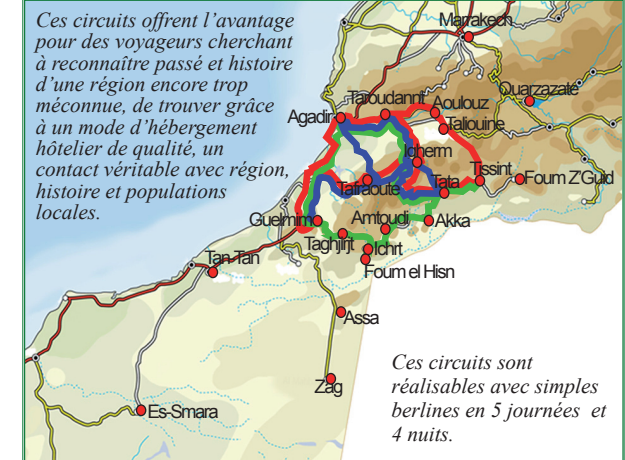 Ces circuits offrent l'avantage
pour des voyageurs cherchant
à reconnaître passé et histoire
d'une région encore trop
méconnue, de trouver grâce
à un mode d'hébergement
hôtelier de qualité, un
contact véritable avec région,
histoire et populations
locales.
Marrakech
Ouarzazate
Taroudannt
Aoulouz
Agadir
Taliouine
Igherm
Tissint
Foum Z'Guid
Tafraoute
Tata
Guelmim
Amtoudi
Akka
Taghjirjt
Ichrt
Tan-Tan
Foum el Hisn
Assa
Zag
Es-Smara
Ces circuits sont
réalisables avec simples
berlines en 5 journées et
4 nuits.